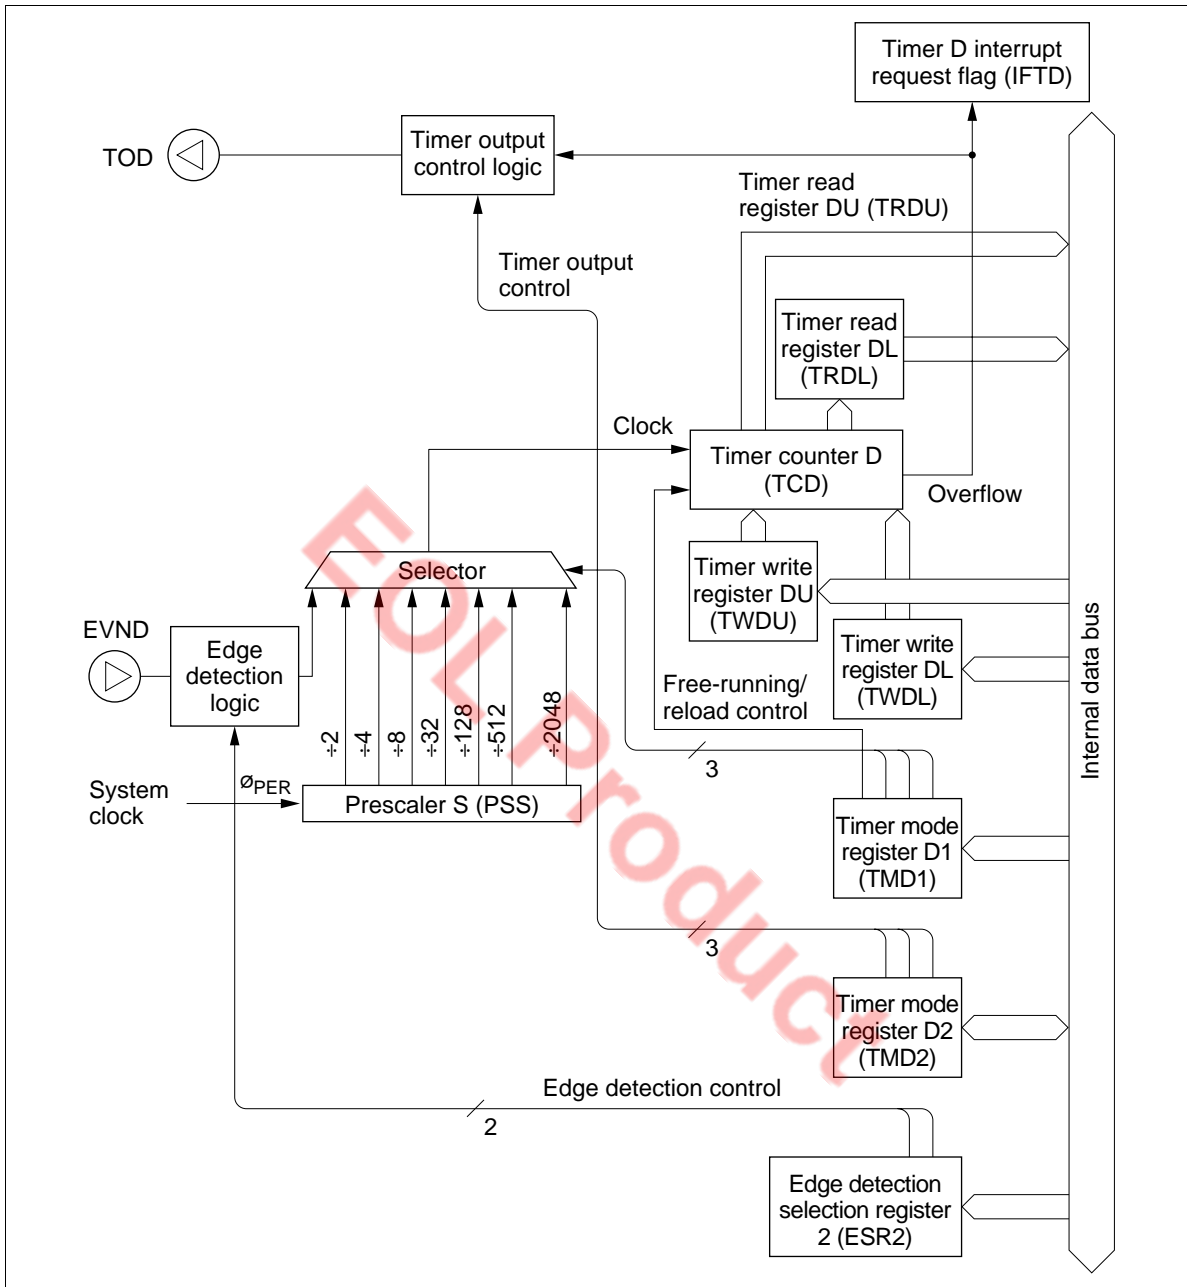 Timer D interrupt
request flag (IFTD)
TOD
Timer output
control logic
Timer read
register DU (TRDU)
Timer output
control
Timer read
register DL
(TRDL)
Clock
Timer counter D
(TCD)
Overflow
Selector
Timer write
register DU
(TWDU)
EVND
Edge
detection
logic
Timer write
register DL
(TWDL)
Free-running/
reload control
÷2
÷4
÷8
÷32
÷128
÷512
÷2048
3
System
clock
øPER
Prescaler S (PSS)
Timer mode
register D1
(TMD1)
3
Timer mode
register D2
(TMD2)
Edge detection control
2
Edge detection
selection register
2 (ESR2)
Internal data bus
EOL Product